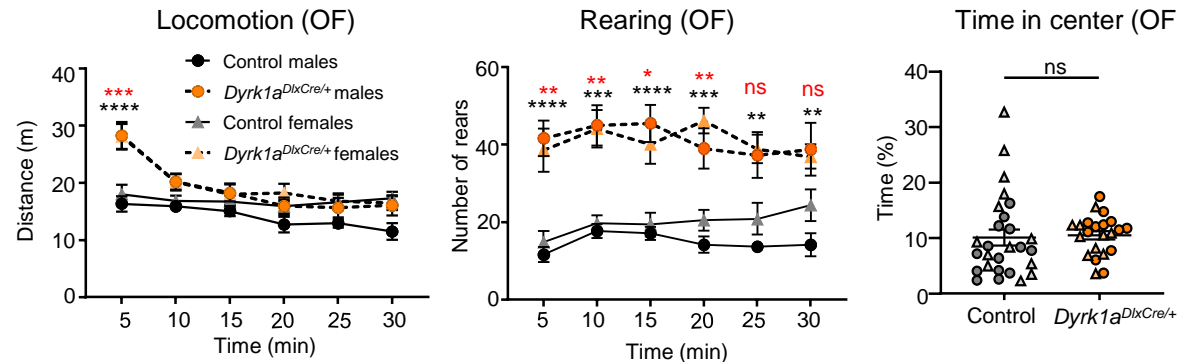 Locomotion (OF)
Control males
Dyrk1aDlxCre/+ males
Control females
Dyrk1aDlxCre/+ females
***
****
40
30
20
10
0
Distance (m)
5 10 15 20 25 30
Time (min)
Rearing (OF)
** ** * ** ns ns
**** *** **** *** ** **
60
40
20
0
Number of rears
5 10 15 20 25 30
Time (min)
Time in center (OF
ns
40
30
20
10
0
Time (%)
Control Dyrk1aDlxCre/+